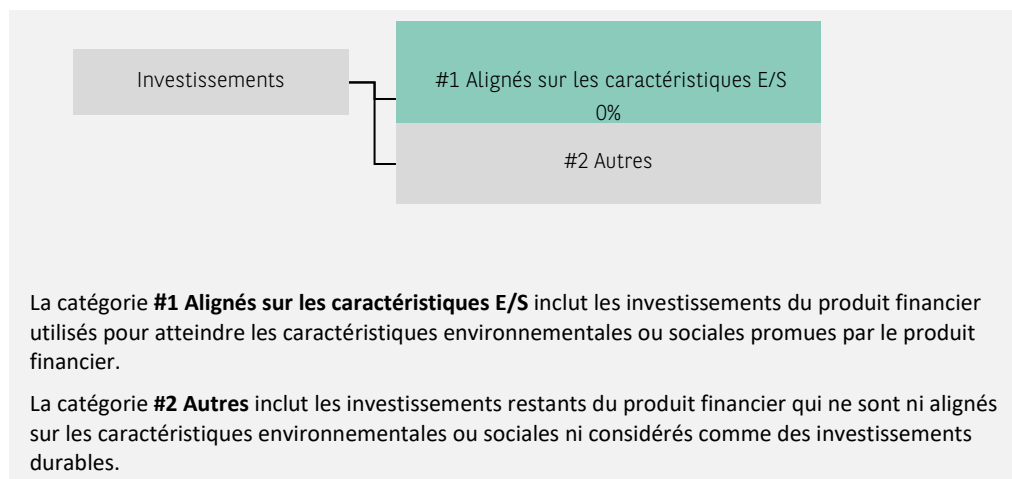 Investissements
#1 Alignés sur les caractéristiques E/S
0%
#2 Autres
La catégorie #1 Alignés sur les caractéristiques E/S inclut les investissements du produit financier
utilisés pour atteindre les caractéristiques environnementales ou sociales promues par le produit
financier.
La catégorie #2 Autres inclut les investissements restants du produit financier qui ne sont ni alignés
sur les caractéristiques environnementales ou sociales ni considérés comme des investissements
durables.